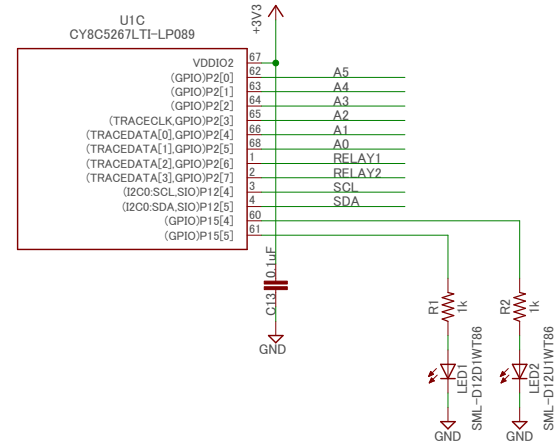 U1C
CY8C5267LTI-LP089
+3V3
VDDIO2 67
(GPIO)P2[0] 62 A5
(GPIO)P2[1] 63 A4
(GPIO)P2[2] 64 A3
(TRACECLK,GPIO)P2[3] 65 A2
(TRACEDATA[0],GPIO)P2[4] 66 A1
(TRACEDATA[1],GPIO)P2[5] 68 A0
(TRACEDATA[2],GPIO)P2[6] 1 RELAY1
(TRACEDATA[3],GPIO)P2[7] 2 RELAY2
(I2C0:SCL,SIO)P12[4] 3 SCL
(I2C0:SDA,SIO)P12[5] 4 SDA
(GPIO)P15[4] 60
(GPIO)P15[5] 61
C13 0.1uF
GND
R1
1k
R2
1k
LED1
SML-D12D1WT86
LED2
SML-D12U1WT86
GND
GND